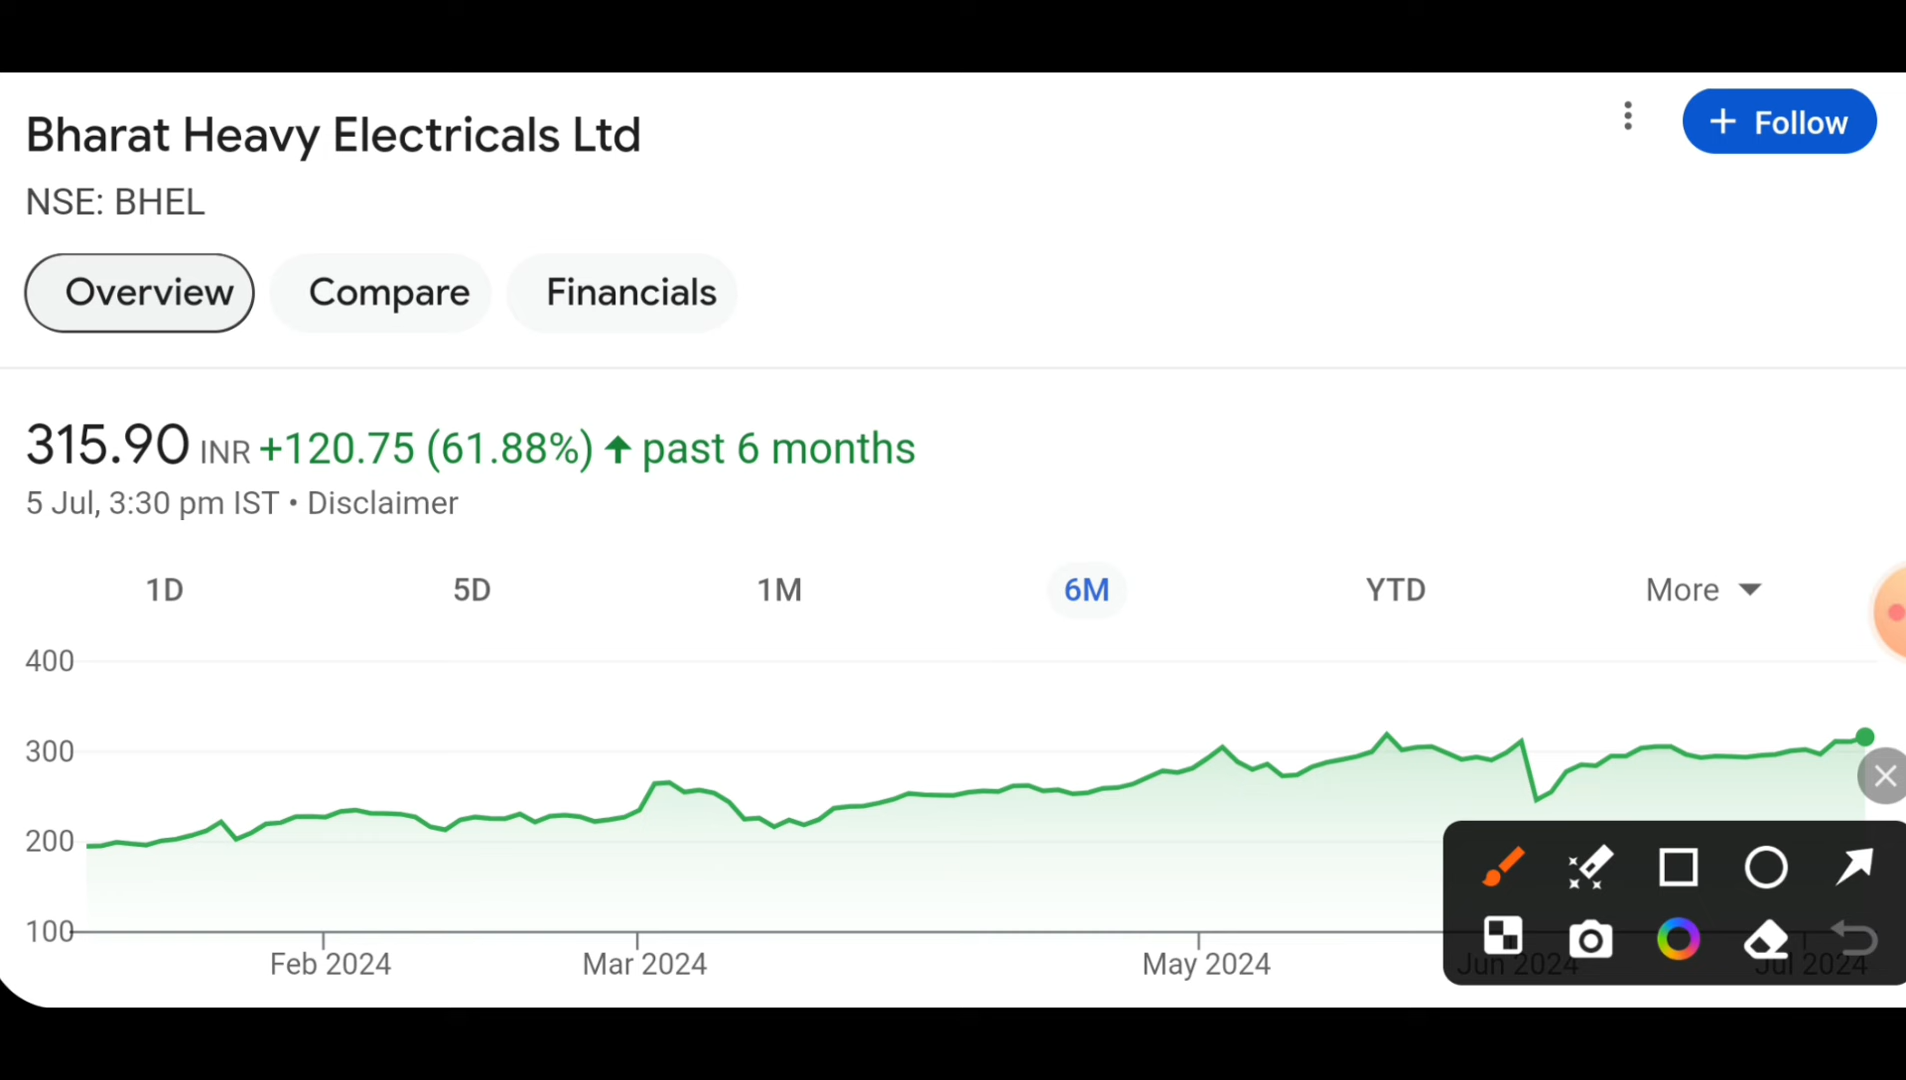 Bharat Heavy Electricals Ltd
+ Follow
NSE: BHEL
Overview Compare Financials
315.90 INR +120.75 (61.88%) ↑ past 6 months
5 Jul, 3:30 pm IST • Disclaimer
1D 5D 1M 6M YTD More
400
300
200
100
Feb 2024 Mar 2024 May 2024 Jun 2024 Jul 2024